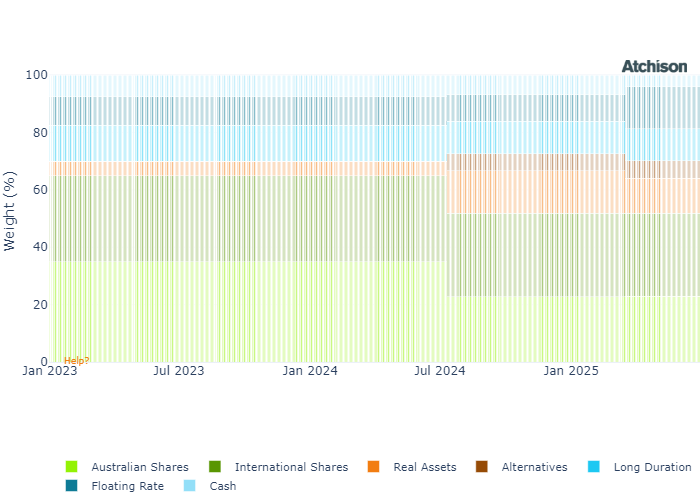 Atchison
100
80
60
40
20
0
Weight (%)
Help?
Jan 2023 Jul 2023 Jan 2024 Jul 2024 Jan 2025
Australian Shares International Shares Real Assets Alternatives Long Duration
Floating Rate Cash